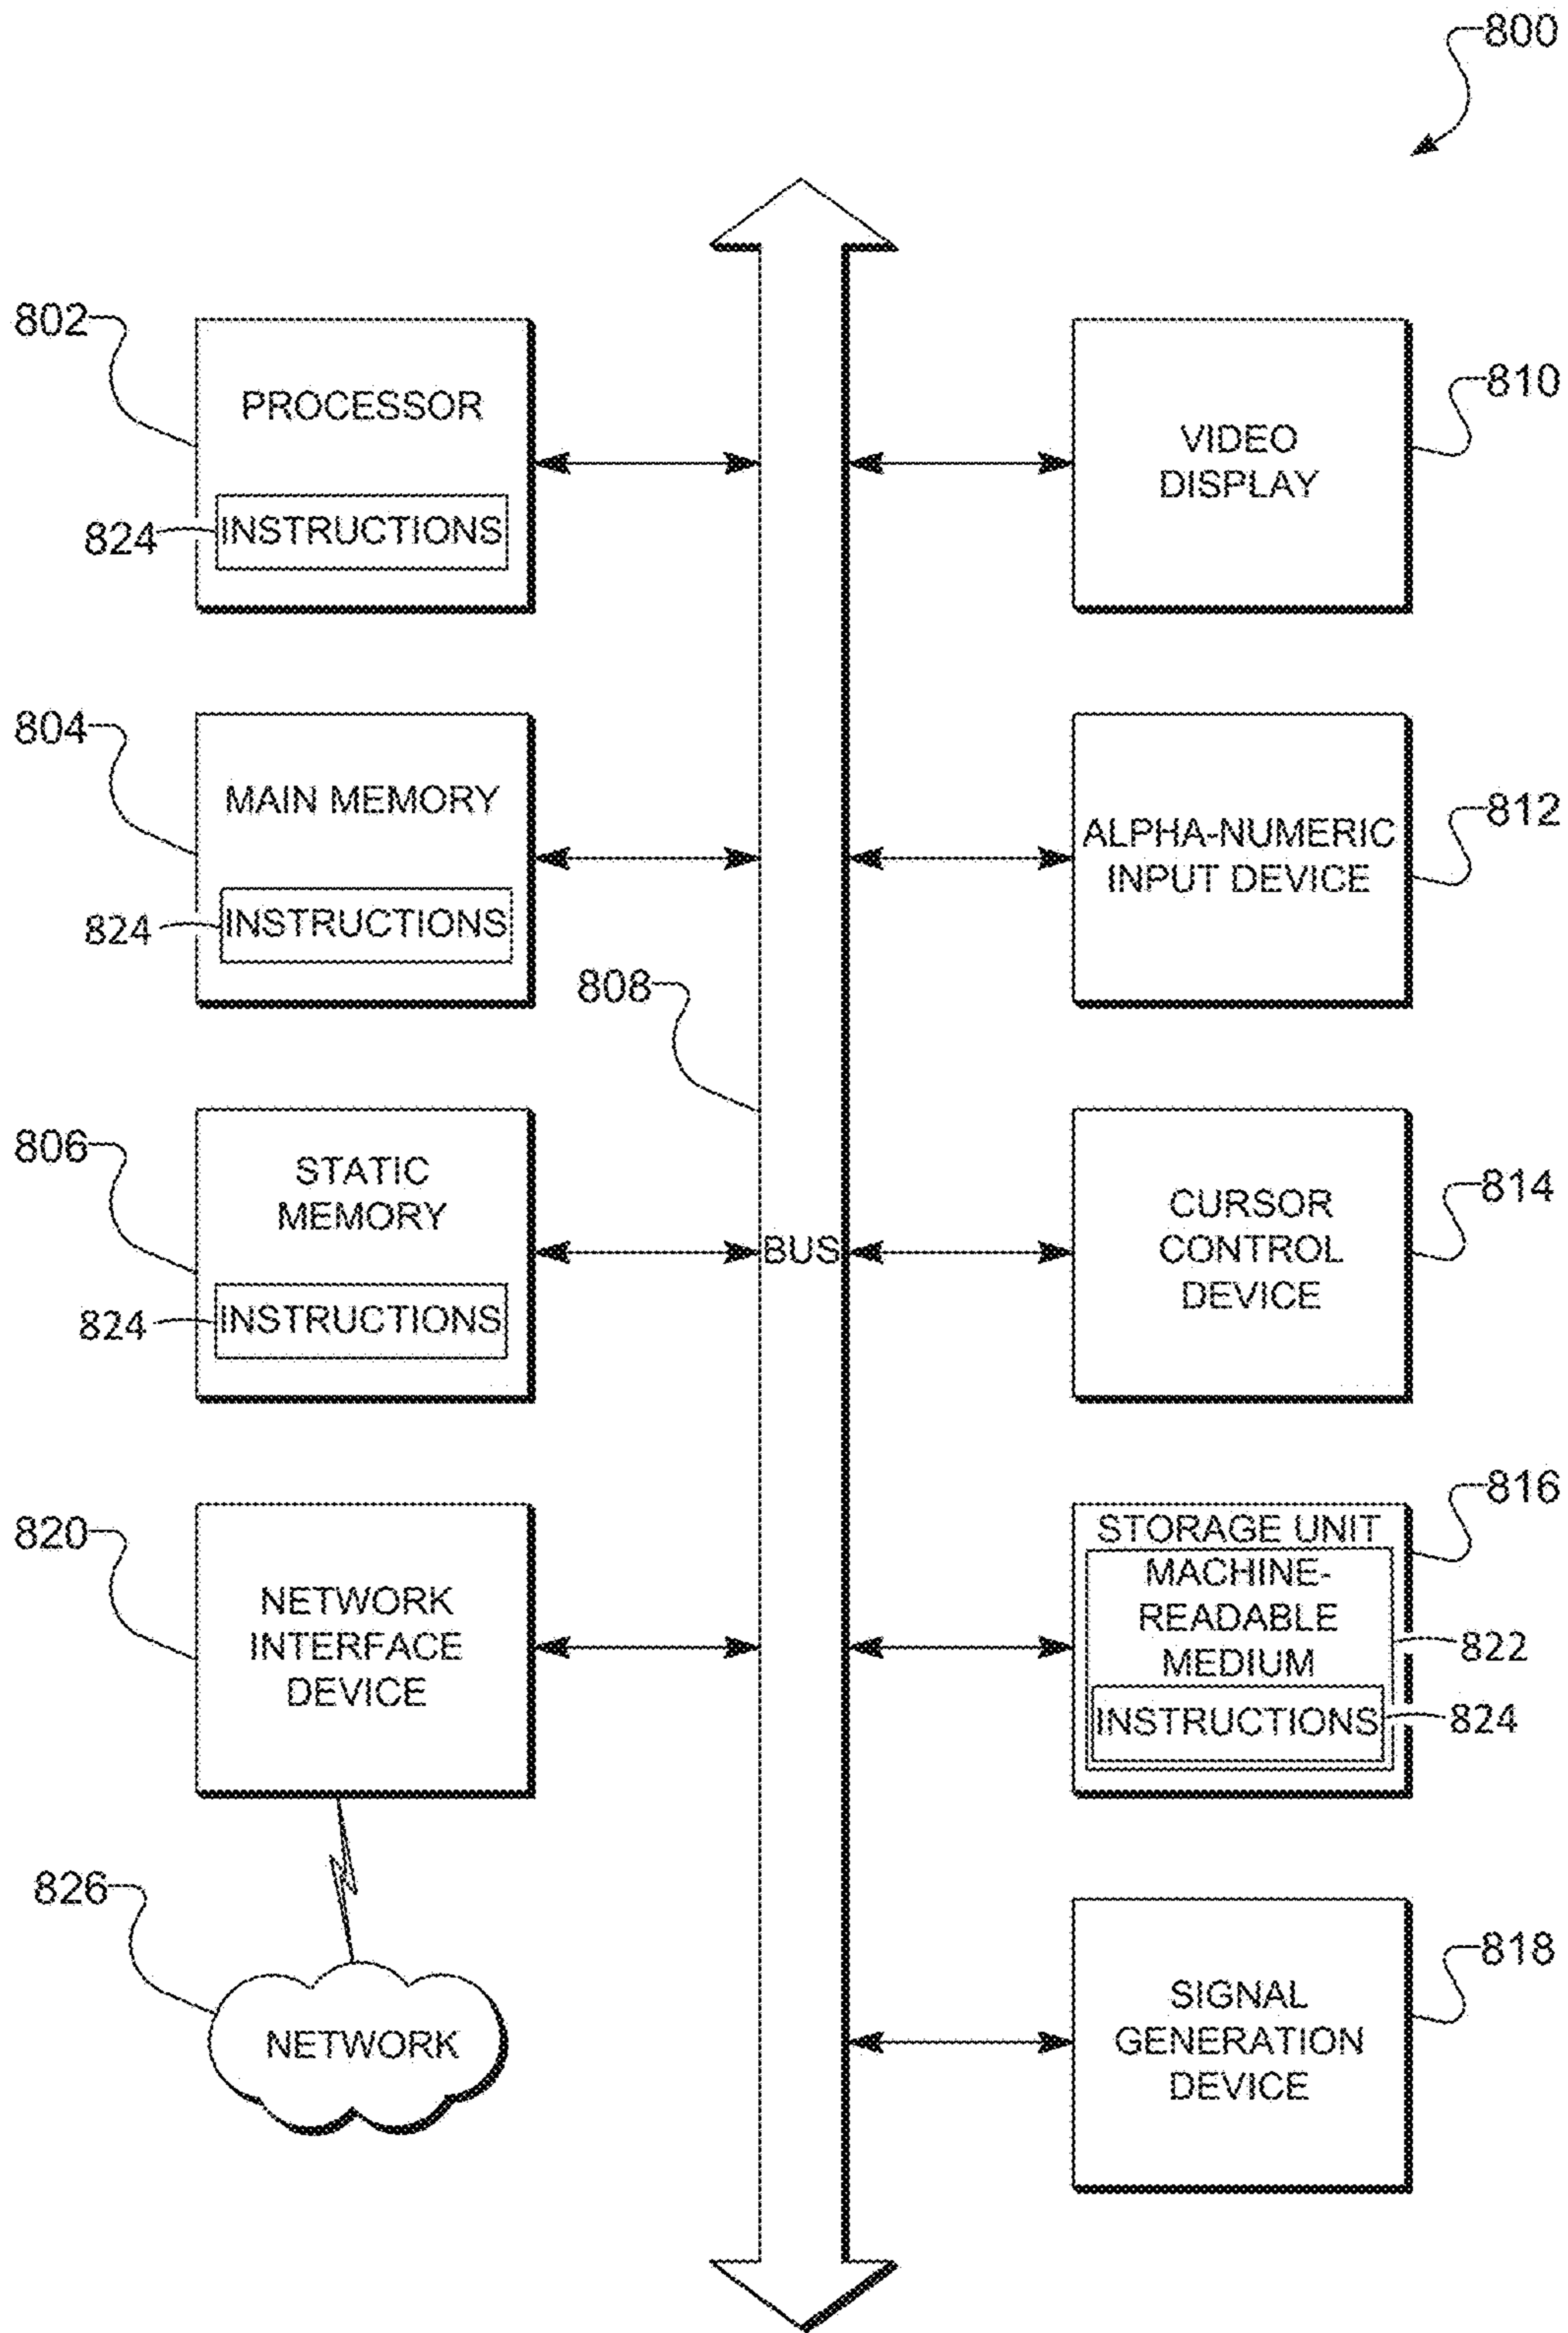 800
802
PROCESSOR
824
INSTRUCTIONS
810
VIDEO
DISPLAY
804
MAIN MEMORY
824
INSTRUCTIONS
812
ALPHA-NUMERIC
INPUT DEVICE
808
BUS
806
STATIC
MEMORY
824
INSTRUCTIONS
814
CURSOR
CONTROL
DEVICE
820
NETWORK
INTERFACE
DEVICE
816
STORAGE UNIT
MACHINE-
READABLE
MEDIUM
822
INSTRUCTIONS
824
826
NETWORK
818
SIGNAL
GENERATION
DEVICE